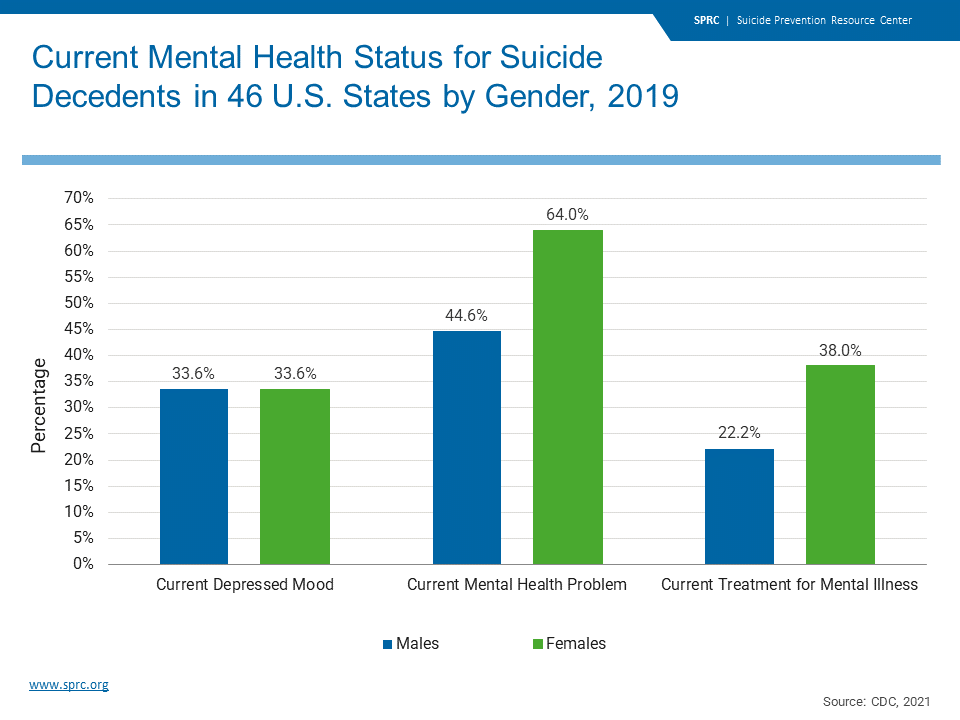 SPRC | Suicide Prevention Resource Center
Current Mental Health Status for Suicide
Decedents in 46 U.S. States by Gender, 2019
Percentage
70%
65%
60%
55%
50%
45%
40%
35%
30%
25%
20%
15%
10%
5%
0%
33.6%
33.6%
44.6%
64.0%
22.2%
38.0%
Current Depressed Mood
Current Mental Health Problem
Current Treatment for Mental Illness
Males
Females
www.sprc.org
Source: CDC, 2021